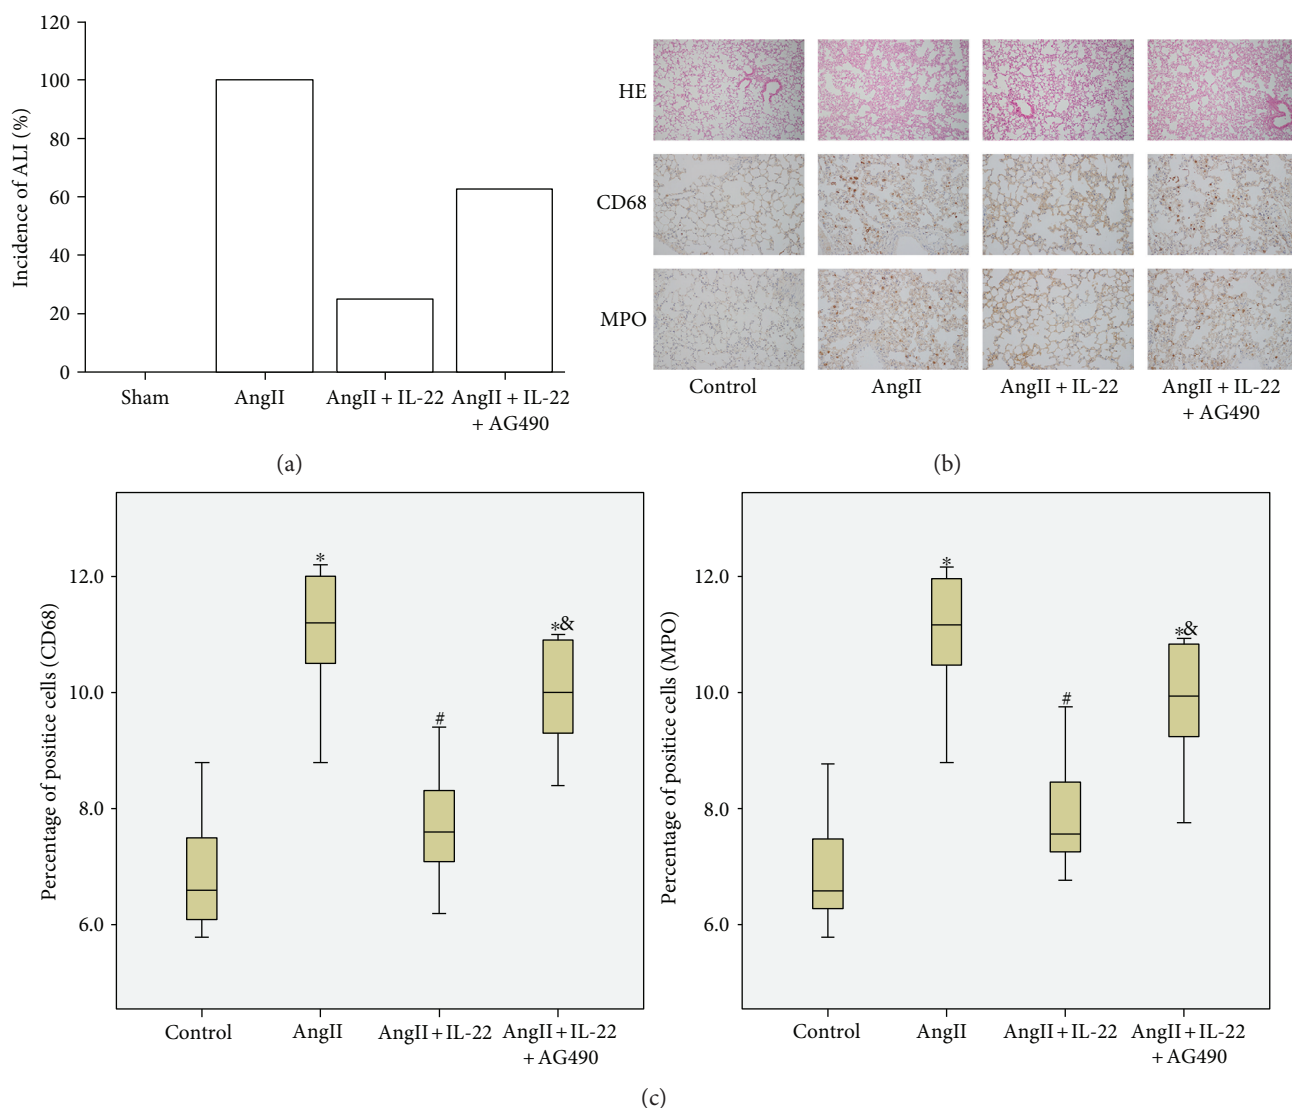 120
100
80
60
40
20
0
Incidence of ALI (%)
Sham
AngII
AngII + IL-22
AngII + IL-22
+ AG490
(a)
HE
CD68
MPO
Control
AngII
AngII + IL-22
AngII + IL-22
+ AG490
(b)
12.0
10.0
8.0
6.0
Percentage of positice cells (CD68)
*
#
*&
Control
AngII
AngII + IL-22
AngII + IL-22
+ AG490
12.0
10.0
8.0
6.0
Percentage of positice cells (MPO)
*
#
*&
Control
AngII
AngII + IL-22
AngII + IL-22
+ AG490
(c)